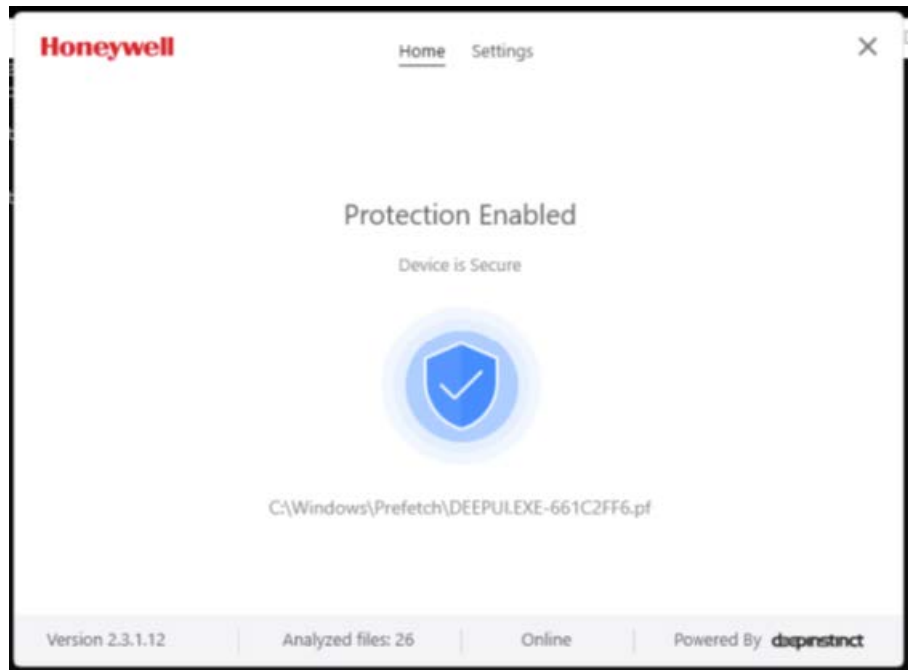 Honeywell
Home Settings
Protection Enabled
Device is Secure
C:\Windows\Prefetch\DEEPUI.EXE-661C2FF6.pf
Version 2.3.1.12 Analyzed files: 26 Online Powered By deepinstinct